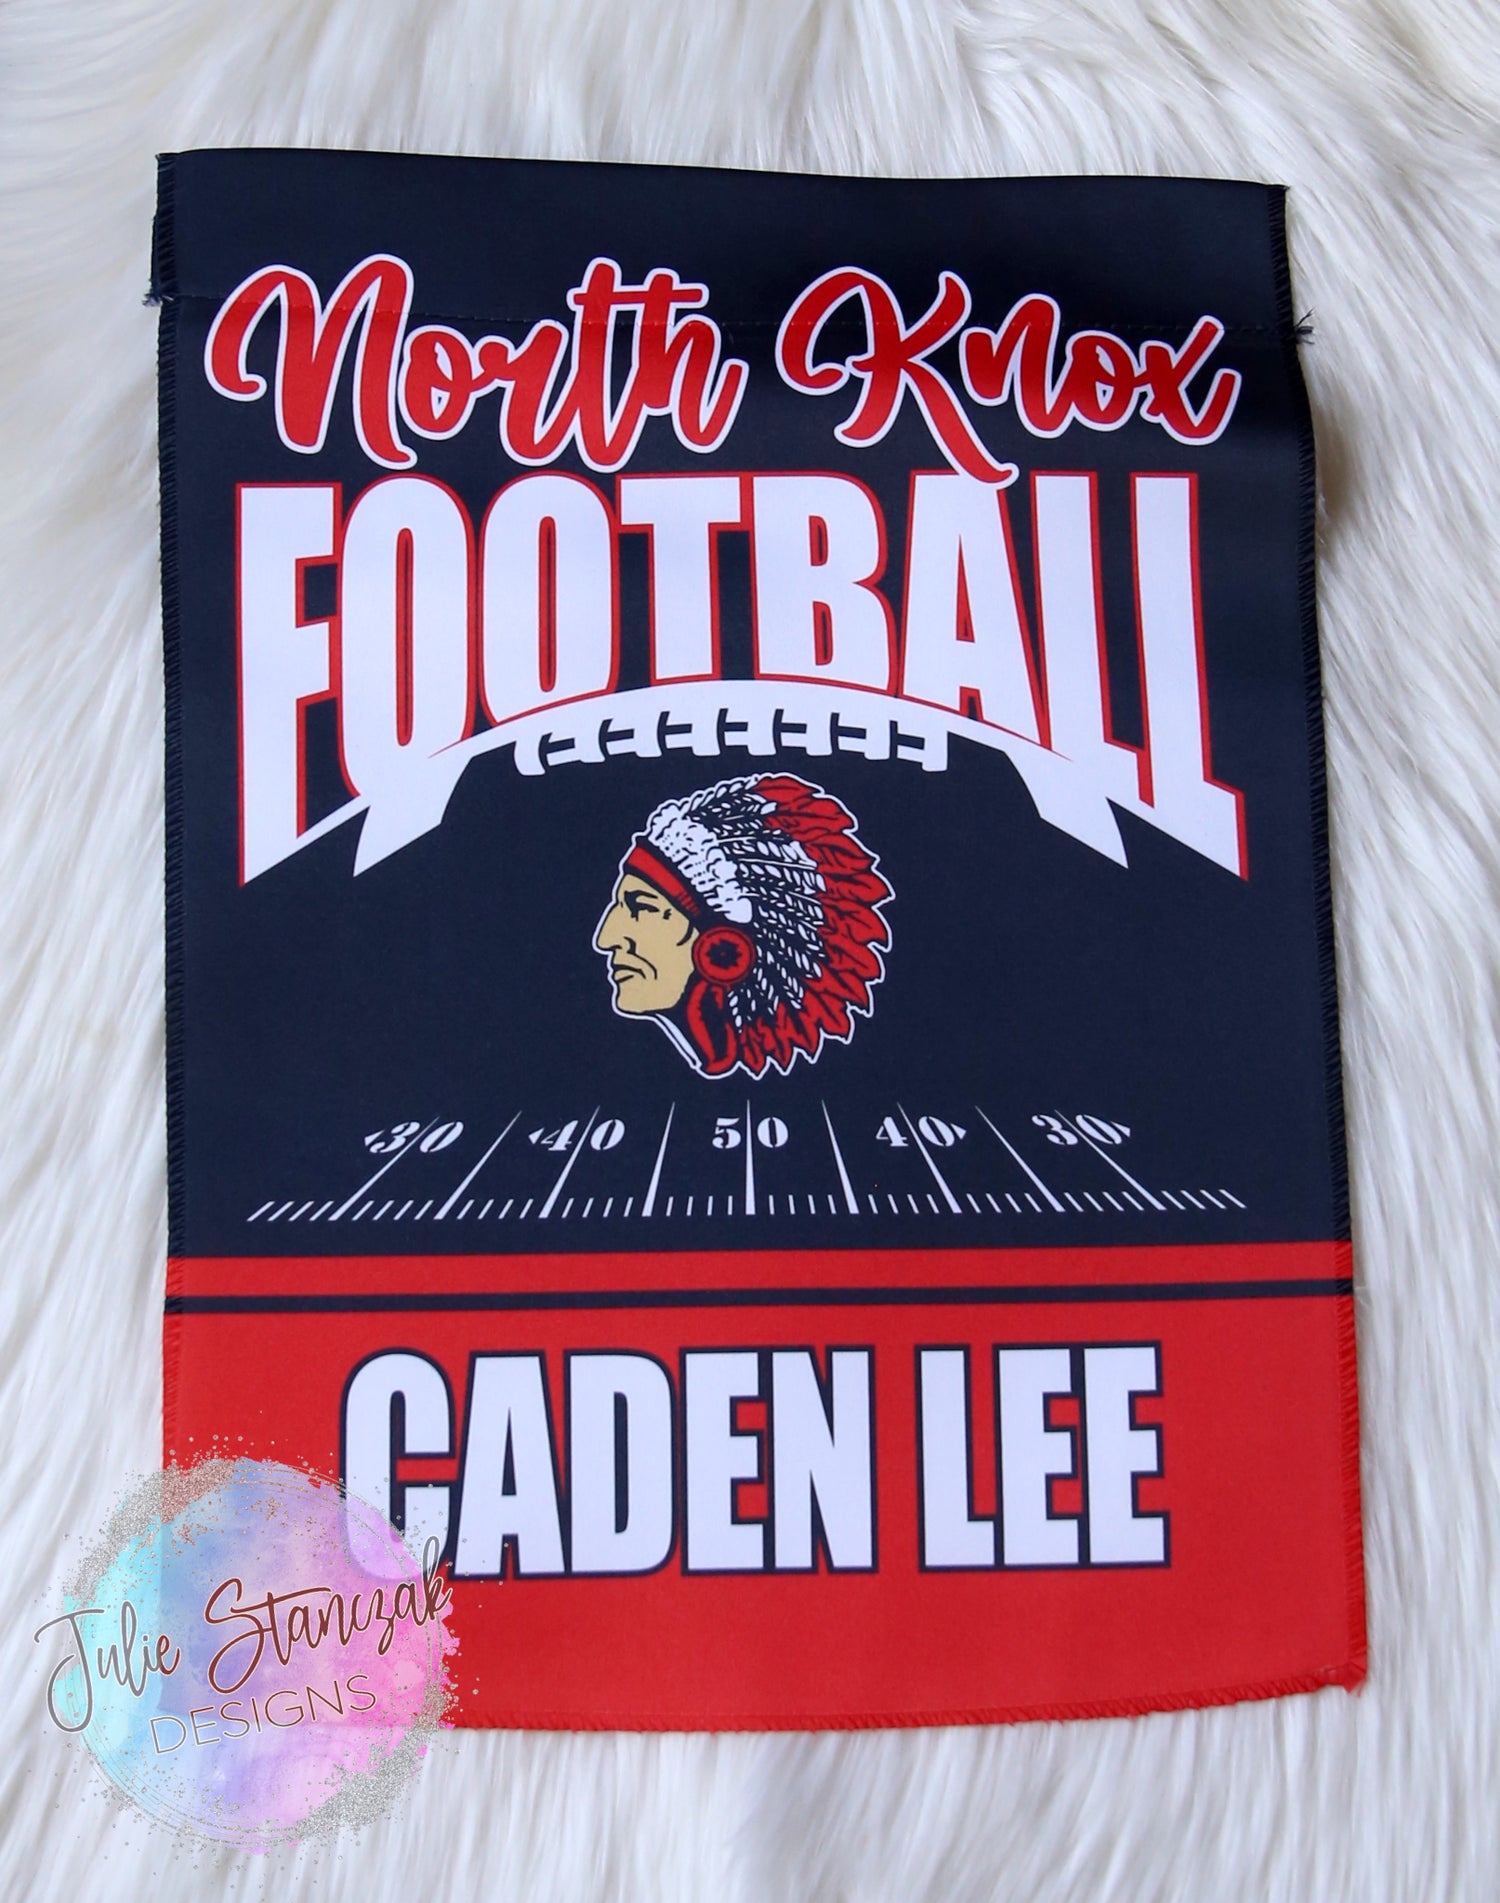 North Knox
FOOTBALL
30 40 50 40 30
CADEN LEE
Julie Stanczak
DESIGNS